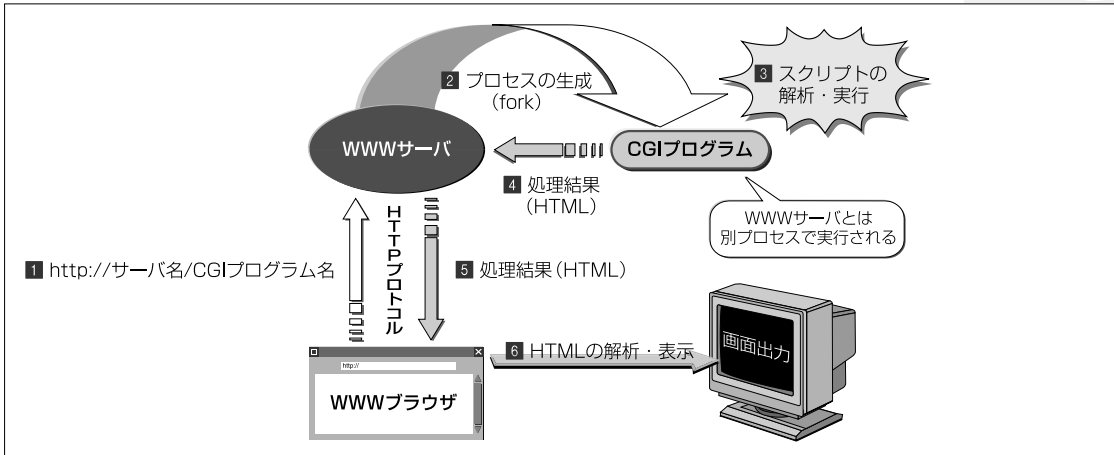 2 プロセスの生成
(fork)
3 スクリプトの
解析・実行
WWWサーバ
CGIプログラム
4 処理結果
(HTML)
WWWサーバとは
別プロセスで実行される
HTTPプロトコル
1 http://サーバ名/CGIプログラム名
5 処理結果(HTML)
6 HTMLの解析・表示
画面出力
http://
WWWブラウザ